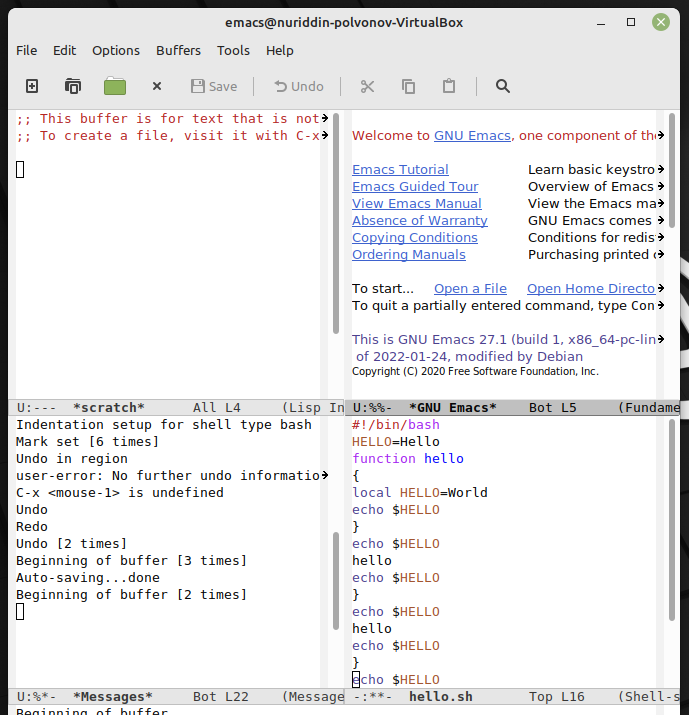 emacs@nuriddin-polvonov-VirtualBox
File Edit Options Buffers Tools Help
Save Undo
;; This buffer is for text that is not
;; To create a file, visit it with C-x
U:--- *scratch* All L4 (Lisp In
Welcome to GNU Emacs, one component of the
Emacs Tutorial Learn basic keystro
Emacs Guided Tour Overview of Emacs
View Emacs Manual View the Emacs ma
Absence of Warranty GNU Emacs comes
Copying Conditions Conditions for redis
Ordering Manuals Purchasing printed c
To start... Open a File Open Home Directo
To quit a partially entered command, type Con
This is GNU Emacs 27.1 (build 1, x86_64-pc-lin
of 2022-01-24, modified by Debian
Copyright (C) 2020 Free Software Foundation, Inc.
U:%%- *GNU Emacs* Bot L5 (Fundame
Indentation setup for shell type bash
Mark set [6 times]
Undo in region
user-error: No further undo informatio
C-x <mouse-1> is undefined
Undo
Redo
Undo [2 times]
Beginning of buffer [3 times]
Auto-saving...done
Beginning of buffer [2 times]
U:%*- *Messages* Bot L22 (Message
#!/bin/bash
HELLO=Hello
function hello
{
local HELLO=World
echo $HELLO
}
echo $HELLO
hello
echo $HELLO
}
echo $HELLO
hello
echo $HELLO
}
echo $HELLO
-:**- hello.sh Top L16 (Shell-s
Beginning of buffer